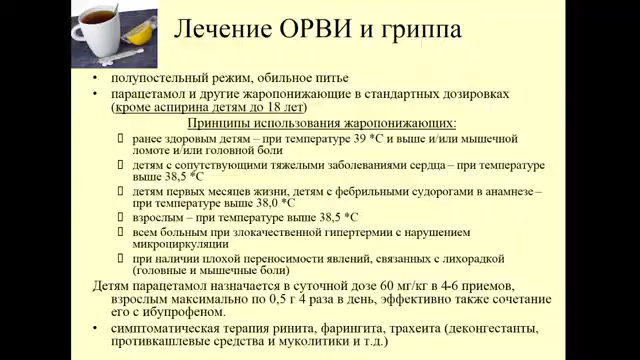 Лечение ОРВИ и гриппа
• полупостельный режим, обильное питье
• парацетамол и другие жаропонижающие в стандартных дозировках
(кроме аспирина детям до 18 лет)
Принципы использования жаропонижающих:
▯ ранее здоровым детям – при температуре 39 *С и выше и/или мышечной
ломоте и/или головной боли
▯ детям с сопутствующими тяжелыми заболеваниями сердца – при температуре
выше 38,5 *С
▯ детям первых месяцев жизни, детям с фебрильными судорогами в анамнезе –
при температуре выше 38,0 *С
▯ взрослым – при температуре выше 38,5 *С
▯ всем больным при злокачественной гипертермии с нарушением
микроциркуляции
▯ при наличии плохой переносимости явлений, связанных с лихорадкой
(головные и мышечные боли)
Детям парацетамол назначается в суточной дозе 60 мг/кг в 4-6 приемов,
взрослым максимально по 0,5 г 4 раза в день, эффективно также сочетание
его с ибупрофеном.
• симптоматическая терапия ринита, фарингита, трахеита (деконгестанты,
противкашлевые средства и муколитики и т.д.)